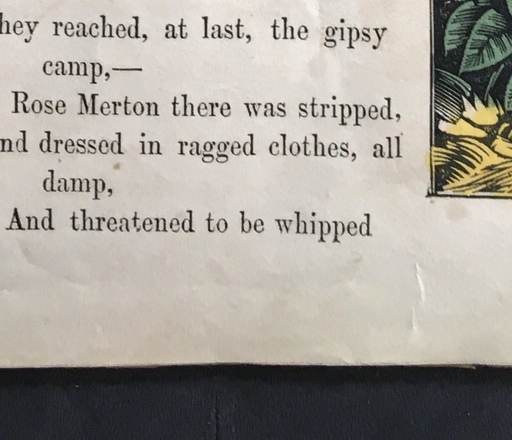 hey reached, at last, the gipsy
camp,—
Rose Merton there was stripped,
nd dressed in ragged clothes, all
damp,
And threatened to be whipped